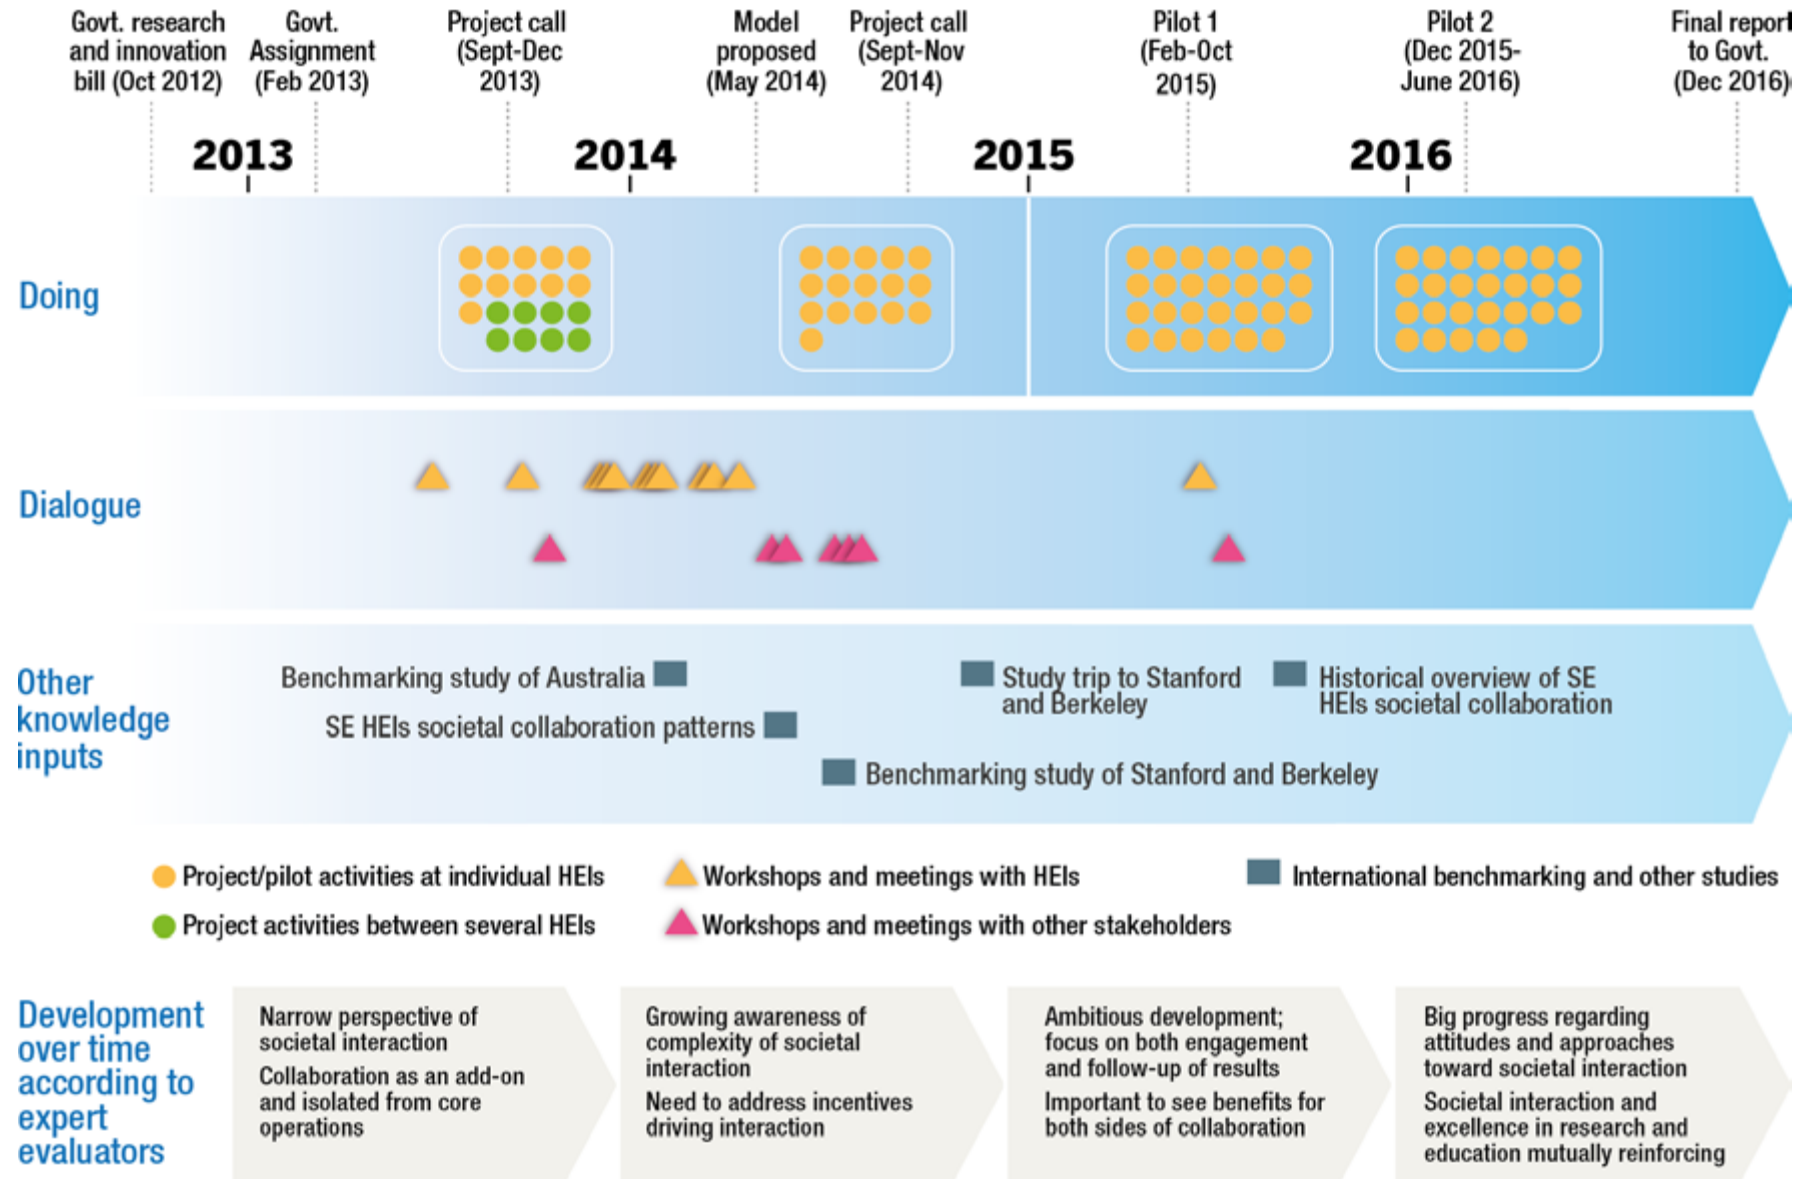 Govt. research
and innovation
bill (Oct 2012)
Govt.
Assignment
(Feb 2013)
Project call
(Sept-Dec
2013)
Model
proposed
(May 2014)
Project call
(Sept-Nov
2014)
Pilot 1
(Feb-Oct
2015)
Pilot 2
(Dec 2015-
June 2016)
Final report
to Govt.
(Dec 2016)
2013
2014
2015
2016
Doing
Dialogue
Other
knowledge
inputs
Benchmarking study of Australia
SE HEIs societal collaboration patterns
Study trip to Stanford
and Berkeley
Historical overview of SE
HEIs societal collaboration
Benchmarking study of Stanford and Berkeley
Project/pilot activities at individual HEIs
Project activities between several HEIs
Workshops and meetings with HEIs
Workshops and meetings with other stakeholders
International benchmarking and other studies
Development
over time
according to
expert
evaluators
Narrow perspective of
societal interaction
Collaboration as an add-on
and isolated from core
operations
Growing awareness of
complexity of societal
interaction
Need to address incentives
driving interaction
Ambitious development;
focus on both engagement
and follow-up of results
Important to see benefits for
both sides of collaboration
Big progress regarding
attitudes and approaches
toward societal interaction
Societal interaction and
excellence in research and
education mutually reinforcing